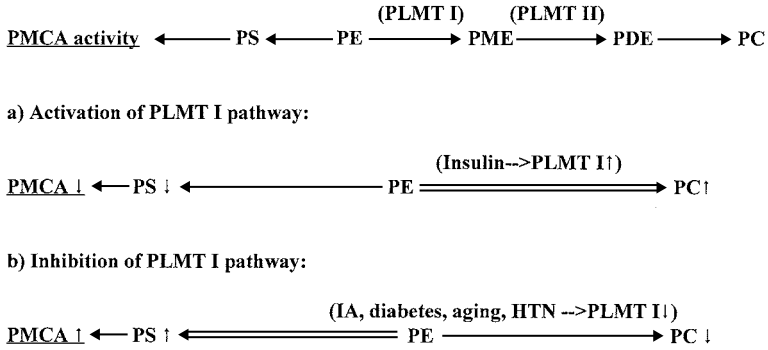 (PLMT I) (PLMT II)
PMCA activity PS PE PME PDE PC
a) Activation of PLMT I pathway:
(Insulin-->PLMT I↑)
PMCA ↓ PS ↓ PE PC↑
b) Inhibition of PLMT I pathway:
(IA, diabetes, aging, HTN -->PLMT I↓)
PMCA ↑ PS ↑ PE PC ↓